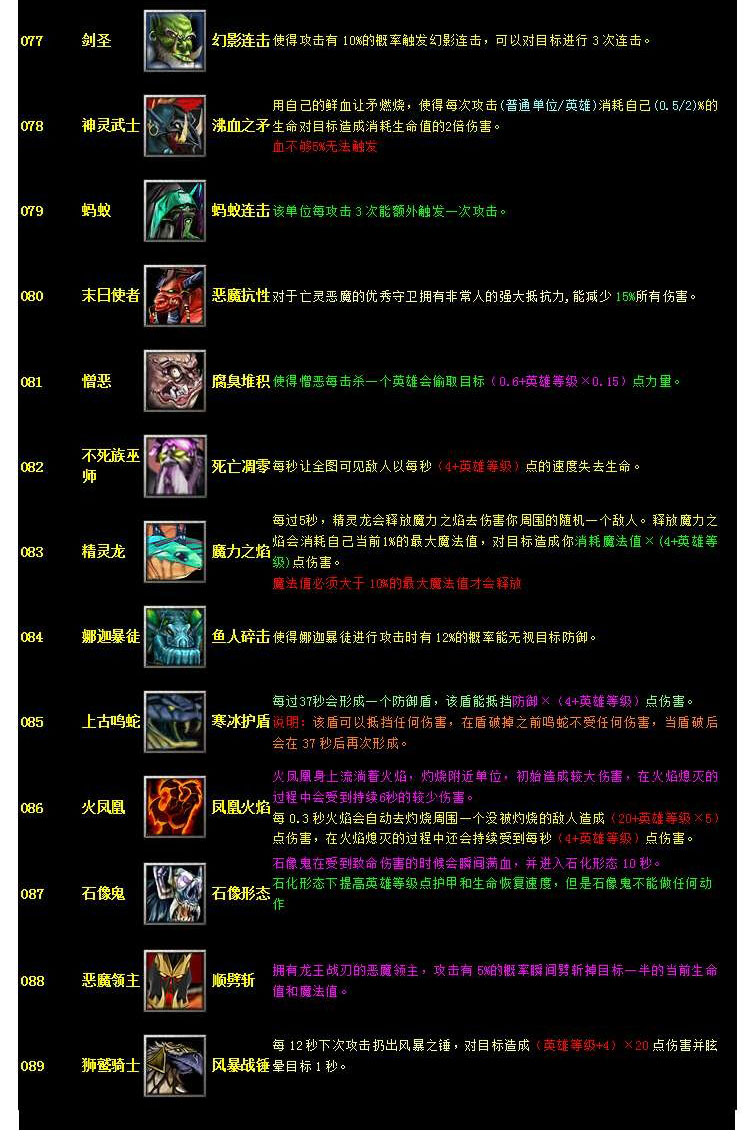 077 剑圣 幻影连击 使得攻击有10%的概率触发幻影连击，可以对目标进行3次连击。
用自己的鲜血让矛燃烧，使得每次攻击(普通单位/英雄)消耗自己(0.5/2)%的
078 神灵武士 沸血之矛 生命对目标造成消耗生命值的2倍伤害。
血不够5%无法触发
079 蚂蚁 蚂蚁连击 该单位每攻击3次能额外触发一次攻击。
080 末日使者 恶魔抗性 对于亡灵恶魔的优秀守卫拥有非常人的强大抵抗力,能减少15%所有伤害。
081 憎恶 腐臭堆积 使得憎恶每击杀一个英雄会偷取目标（0.6+英雄等级×0.15）点力量。
082 不死族巫
师 死亡凋零 每秒让全图可见敌人以每秒（4+英雄等级）点的速度失去生命。
每过5秒，精灵龙会释放魔力之焰去伤害你周围的随机一个敌人。释放魔力之
083 精灵龙 魔力之焰 焰会消耗自己当前1%的最大魔法值，对目标造成你消耗魔法值×(4+英雄等
级)点伤害。
魔法值必须大于10%的最大魔法值才会释放
084 娜迦暴徒 鱼人碎击 使得娜迦暴徒进行攻击时有12%的概率能无视目标防御。
每过37秒会形成一个防御盾，该盾能抵挡防御×（4+英雄等级）点伤害。
085 上古鸣蛇 寒冰护盾 说明：该盾可以抵挡任何伤害，在盾破掉之前鸣蛇不受任何伤害，当盾破后
会在37秒后再次形成。
火凤凰身上流淌着火焰，灼烧附近单位，初始造成较大伤害，在火焰熄灭的
过程中会受到持续6秒的较少伤害。
086 火凤凰 凤凰火焰 每0.3秒火焰会自动去灼烧周围一个没被灼烧的敌人造成（20+英雄等级×5）
点伤害，在火焰熄灭的过程中还会持续受到每秒（4+英雄等级）点伤害。
石像鬼在受到致命伤害的时候会瞬间满血，并进入石化形态10秒。
087 石像鬼 石像形态 石化形态下提高英雄等级点护甲和生命恢复速度，但是石像鬼不能做任何动
作
088 恶魔领主 顺劈斩 拥有龙王战刃的恶魔领主，攻击有5%的概率瞬间劈斩掉目标一半的当前生命
值和魔法值。
每12秒下次攻击扔出风暴之锤，对目标造成（英雄等级+4）×20点伤害并眩
089 狮鹫骑士 风暴战锤 晕目标1秒。